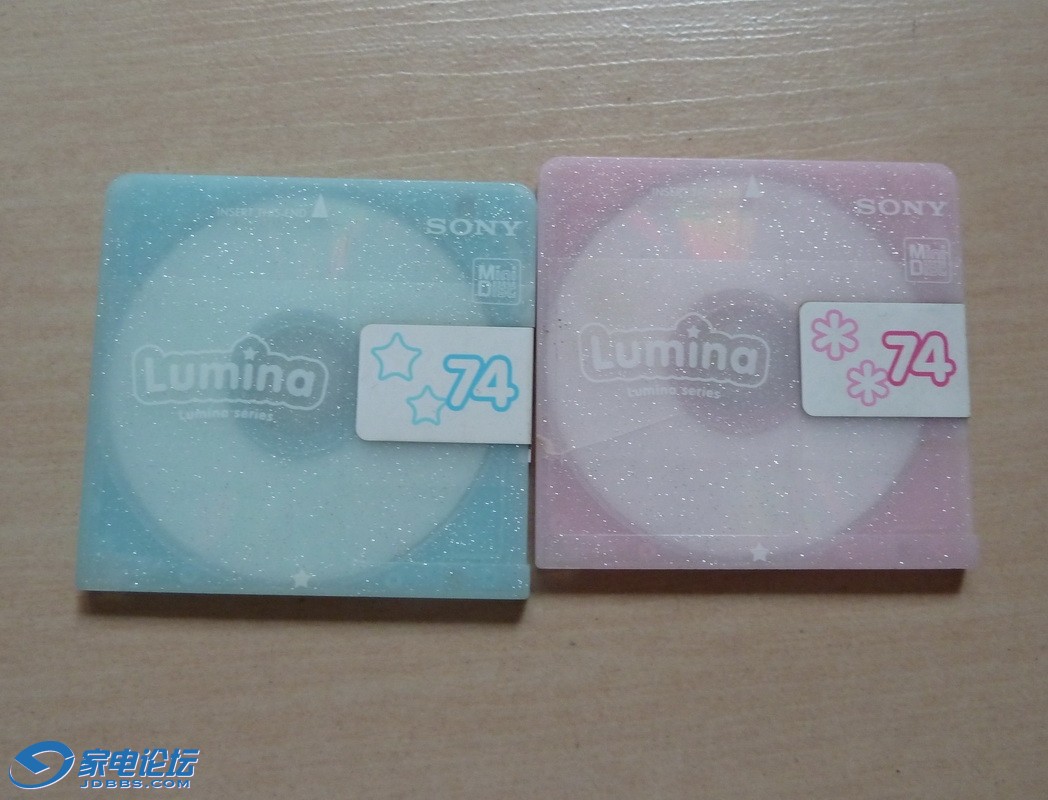 INSERT THIS END
SONY
Mini
Disc
Lumina
Lumina series
74
INSERT
SONY
Mini
Disc
Lumina
Lumina series
74
家电论坛
JDBBS.COM